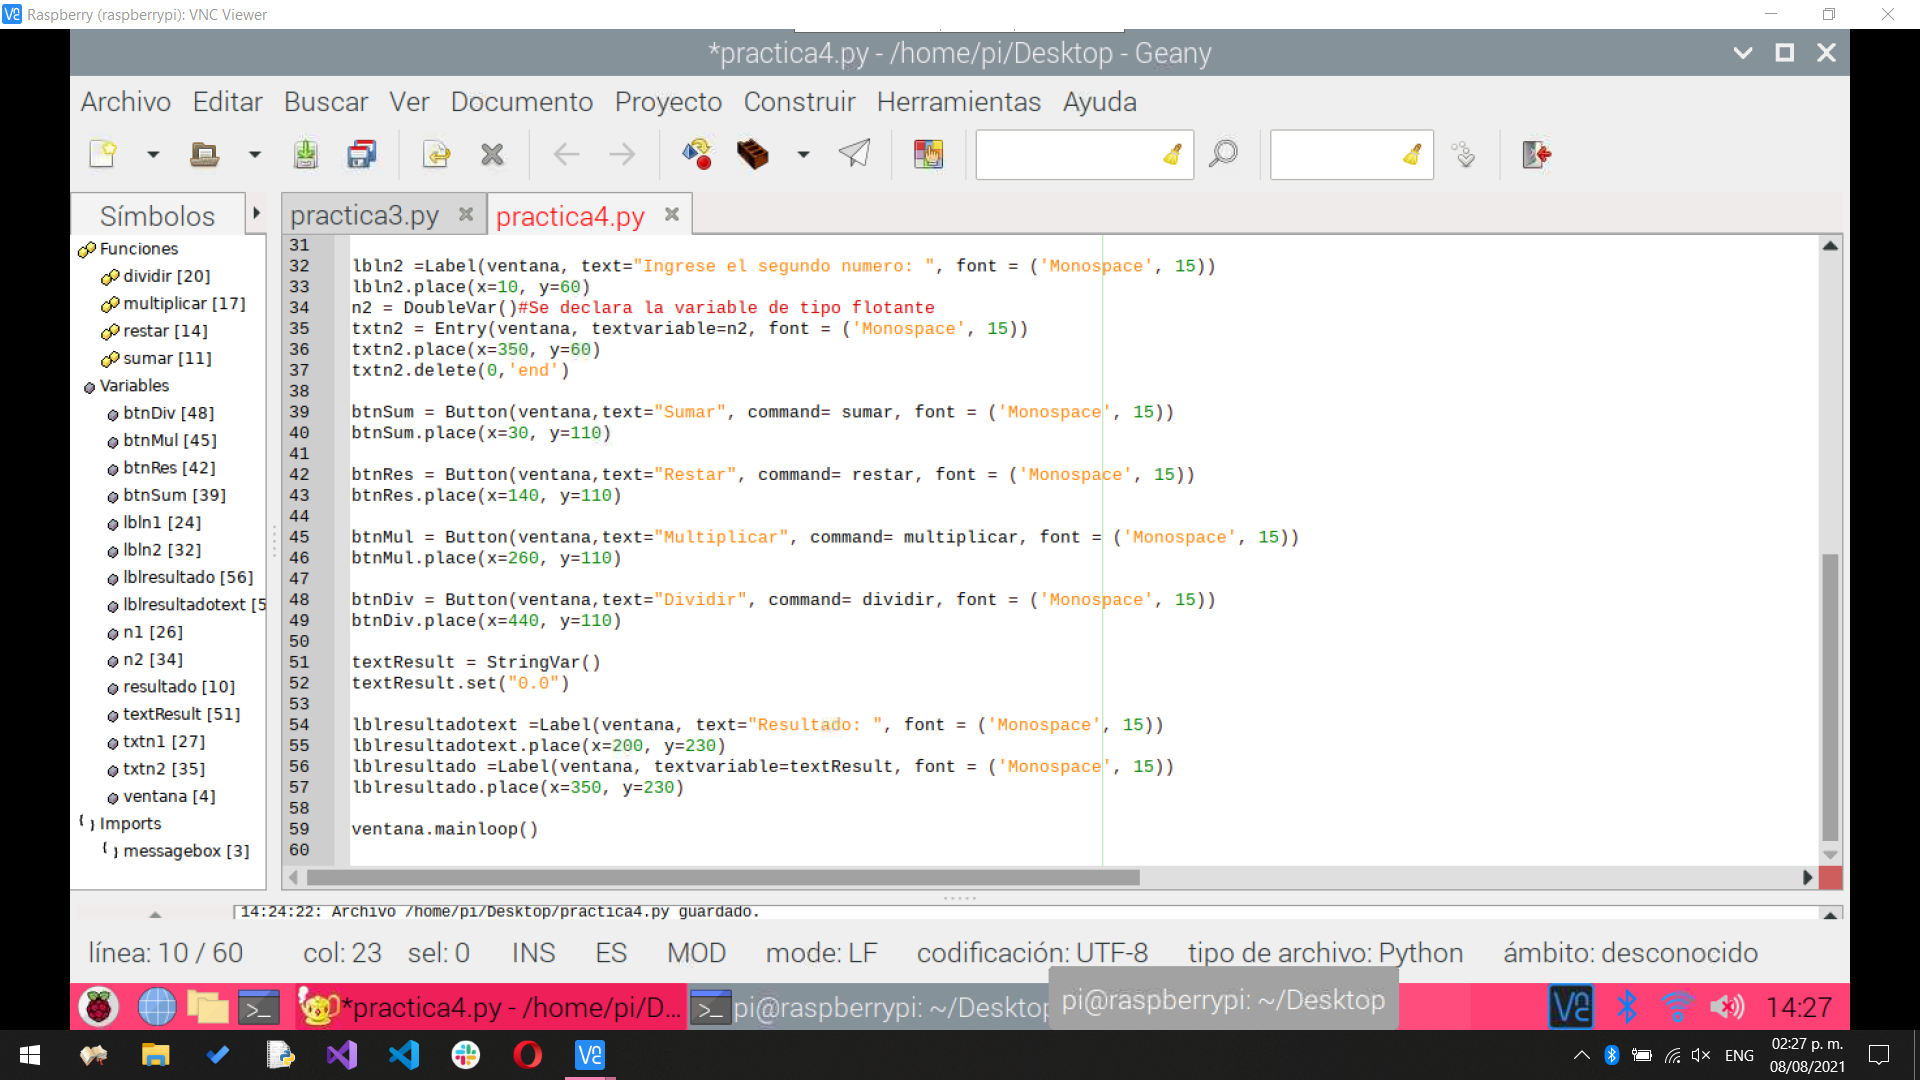 Raspberry (raspberrypi): VNC Viewer
*practica4.py - /home/pi/Desktop - Geany
Archivo Editar Buscar Ver Documento Proyecto Construir Herramientas Ayuda
Símbolos
practica3.py
practica4.py
Funciones
dividir [20]
multiplicar [17]
restar [14]
sumar [11]
Variables
btnDiv [48]
btnMul [45]
btnRes [42]
btnSum [39]
lbln1 [24]
lbln2 [32]
lblresultado [56]
lblresultadotext [5
n1 [26]
n2 [34]
resultado [10]
textResult [51]
txtn1 [27]
txtn2 [35]
ventana [4]
Imports
messagebox [3]
31
32 lbln2 =Label(ventana, text="Ingrese el segundo numero: ", font = ('Monospace', 15))
33 lbln2.place(x=10, y=60)
34 n2 = DoubleVar()#Se declara la variable de tipo flotante
35 txtn2 = Entry(ventana, textvariable=n2, font = ('Monospace', 15))
36 txtn2.place(x=350, y=60)
37 txtn2.delete(0,'end')
38
39 btnSum = Button(ventana,text="Sumar", command= sumar, font = ('Monospace', 15))
40 btnSum.place(x=30, y=110)
41
42 btnRes = Button(ventana,text="Restar", command= restar, font = ('Monospace', 15))
43 btnRes.place(x=140, y=110)
44
45 btnMul = Button(ventana,text="Multiplicar", command= multiplicar, font = ('Monospace', 15))
46 btnMul.place(x=260, y=110)
47
48 btnDiv = Button(ventana,text="Dividir", command= dividir, font = ('Monospace', 15))
49 btnDiv.place(x=440, y=110)
50
51 textResult = StringVar()
52 textResult.set("0.0")
53
54 lblresultadotext =Label(ventana, text="Resultado: ", font = ('Monospace', 15))
55 lblresultadotext.place(x=200, y=230)
56 lblresultado =Label(ventana, textvariable=textResult, font = ('Monospace', 15))
57 lblresultado.place(x=350, y=230)
58
59 ventana.mainloop()
60
14:24:22: Archivo /home/pi/Desktop/practica4.py guardado.
línea: 10 / 60 col: 23 sel: 0 INS ES MOD mode: LF codificación: UTF-8 tipo de archivo: Python ámbito: desconocido
*practica4.py - /home/pi/D...
pi@raspberrypi: ~/Desktop
pi@raspberrypi: ~/Desktop
14:27
ENG
02:27 p. m.
08/08/2021